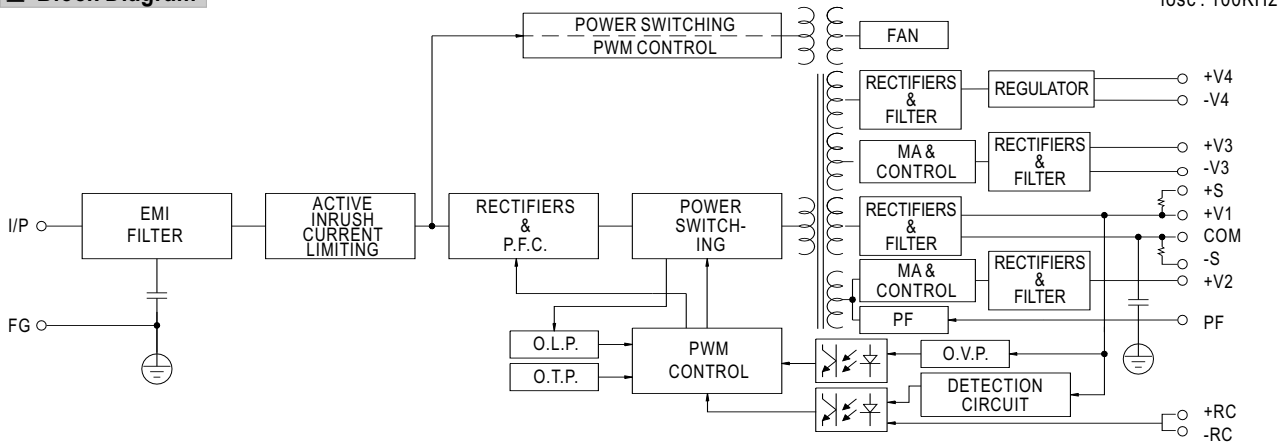 Block Diagram
fosc : 100KHz
POWER SWITCHING
PWM CONTROL
FAN
RECTIFIERS
&
FILTER
REGULATOR
+V4
-V4
MA &
CONTROL
RECTIFIERS
&
FILTER
+V3
-V3
I/P
EMI
FILTER
ACTIVE
INRUSH
CURRENT
LIMITING
RECTIFIERS
&
P.F.C.
POWER
SWITCH-
ING
RECTIFIERS
&
FILTER
+S
+V1
COM
-S
MA &
CONTROL
RECTIFIERS
&
FILTER
+V2
PF
PF
FG
O.L.P.
O.T.P.
PWM
CONTROL
O.V.P.
DETECTION
CIRCUIT
+RC
-RC